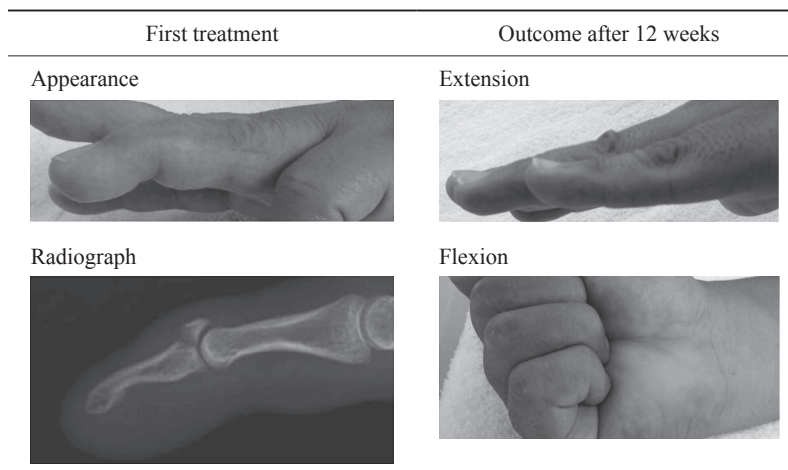 First treatment
Outcome after 12 weeks
Appearance
Extension
Radiograph
Flexion